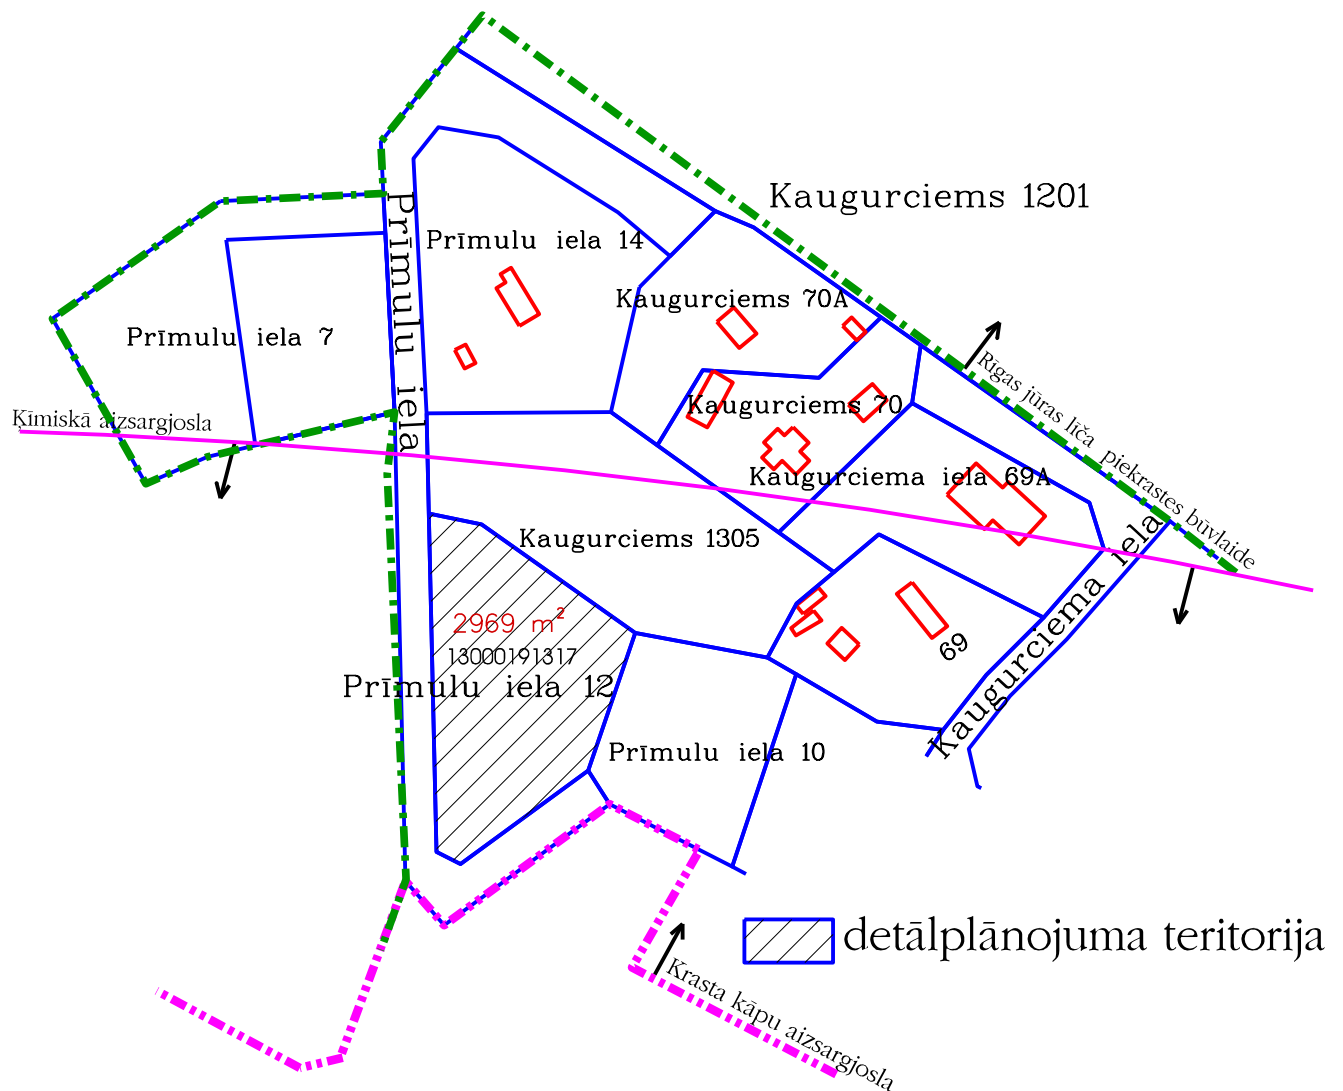 Kaugurciems 1201
Prīmulu iela
Prīmulu iela 14
Kaugurciems 70A
Prīmulu iela 7
Rīgas jūras līča piekrastes būvlaide
Ķīmiskā aizsargjosla
Kaugurciems 70
Kaugurciema iela 69A
Kaugurciems 1305
Kaugurciema iela
2969 m²
13000191317
Prīmulu iela 12
69
Prīmulu iela 10
detālplānojuma teritorija
Krasta kāpu aizsargjosla